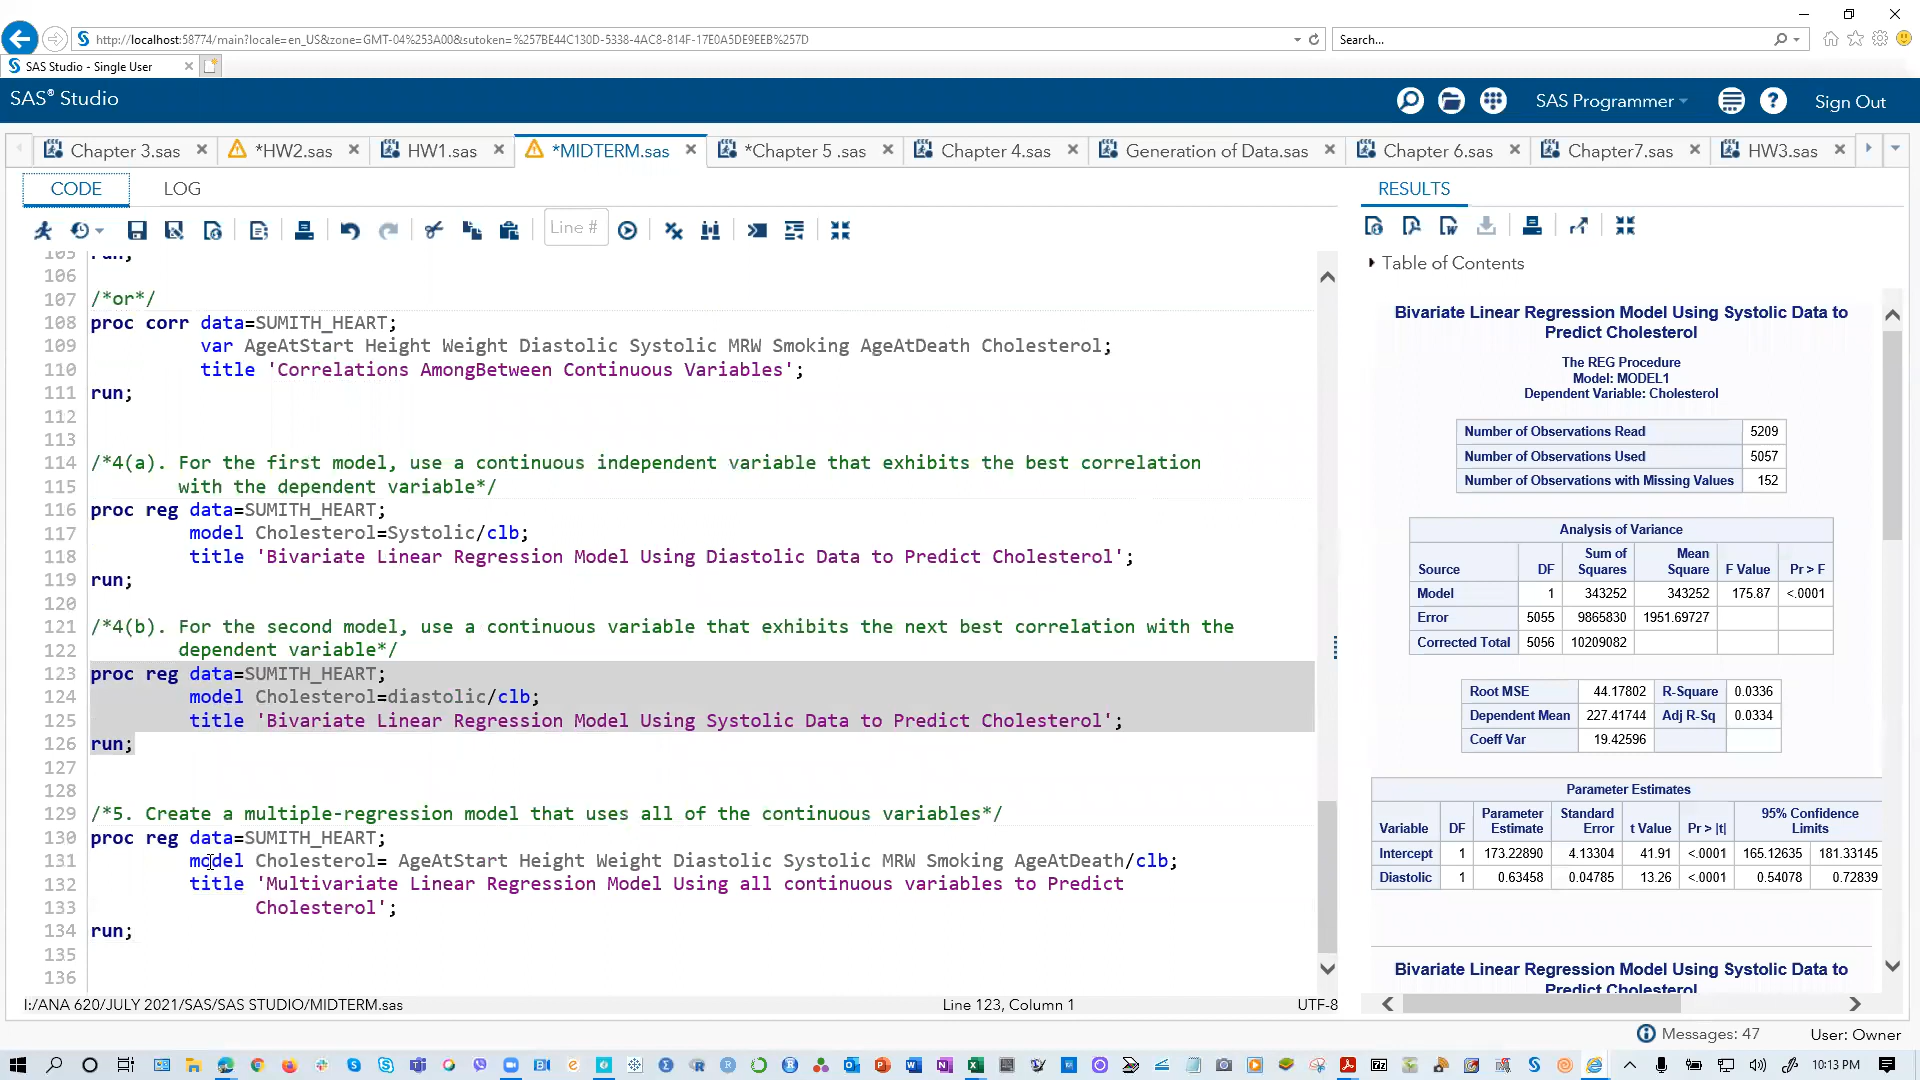 http://localhost:58774/main?locale=en_US&zone=GMT-04%253A00&sutoken=%257BE44C130D-5338-4AC8-814F-17E0A5DE9EEB%257D
Search...
SAS Studio - Single User
SAS® Studio
SAS Programmer
Sign Out
Chapter 3.sas
*HW2.sas
HW1.sas
*MIDTERM.sas
*Chapter 5 .sas
Chapter 4.sas
Generation of Data.sas
Chapter 6.sas
Chapter7.sas
HW3.sas
CODE
LOG
RESULTS
Line #
105 run;
106
107 /*or*/
108 proc corr data=SUMITH_HEART;
109 var AgeAtStart Height Weight Diastolic Systolic MRW Smoking AgeAtDeath Cholesterol;
110 title 'Correlations AmongBetween Continuous Variables';
111 run;
112
113
114 /*4(a). For the first model, use a continuous independent variable that exhibits the best correlation
115 with the dependent variable*/
116 proc reg data=SUMITH_HEART;
117 model Cholesterol=Systolic/clb;
118 title 'Bivariate Linear Regression Model Using Diastolic Data to Predict Cholesterol';
119 run;
120
121 /*4(b). For the second model, use a continuous variable that exhibits the next best correlation with the
122 dependent variable*/
123 proc reg data=SUMITH_HEART;
124 model Cholesterol=diastolic/clb;
125 title 'Bivariate Linear Regression Model Using Systolic Data to Predict Cholesterol';
126 run;
127
128
129 /*5. Create a multiple-regression model that uses all of the continuous variables*/
130 proc reg data=SUMITH_HEART;
131 model Cholesterol= AgeAtStart Height Weight Diastolic Systolic MRW Smoking AgeAtDeath/clb;
132 title 'Multivariate Linear Regression Model Using all continuous variables to Predict
133 Cholesterol';
134 run;
135
136
I:/ANA 620/JULY 2021/SAS/SAS STUDIO/MIDTERM.sas
Line 123, Column 1
UTF-8
Table of Contents
Bivariate Linear Regression Model Using Systolic Data to
Predict Cholesterol
The REG Procedure
Model: MODEL1
Dependent Variable: Cholesterol
Number of Observations Read 5209
Number of Observations Used 5057
Number of Observations with Missing Values 152
Analysis of Variance
Source DF Sum of Squares Mean Square F Value Pr > F
Model 1 343252 343252 175.87 <.0001
Error 5055 9865830 1951.69727
Corrected Total 5056 10209082
Root MSE 44.17802 R-Square 0.0336
Dependent Mean 227.41744 Adj R-Sq 0.0334
Coeff Var 19.42596
Parameter Estimates
Variable DF Parameter Estimate Standard Error t Value Pr > |t| 95% Confidence Limits
Intercept 1 173.22890 4.13304 41.91 <.0001 165.12635 181.33145
Diastolic 1 0.63458 0.04785 13.26 <.0001 0.54078 0.72839
Bivariate Linear Regression Model Using Systolic Data to
Predict Cholesterol
Messages: 47
User: Owner
10:13 PM